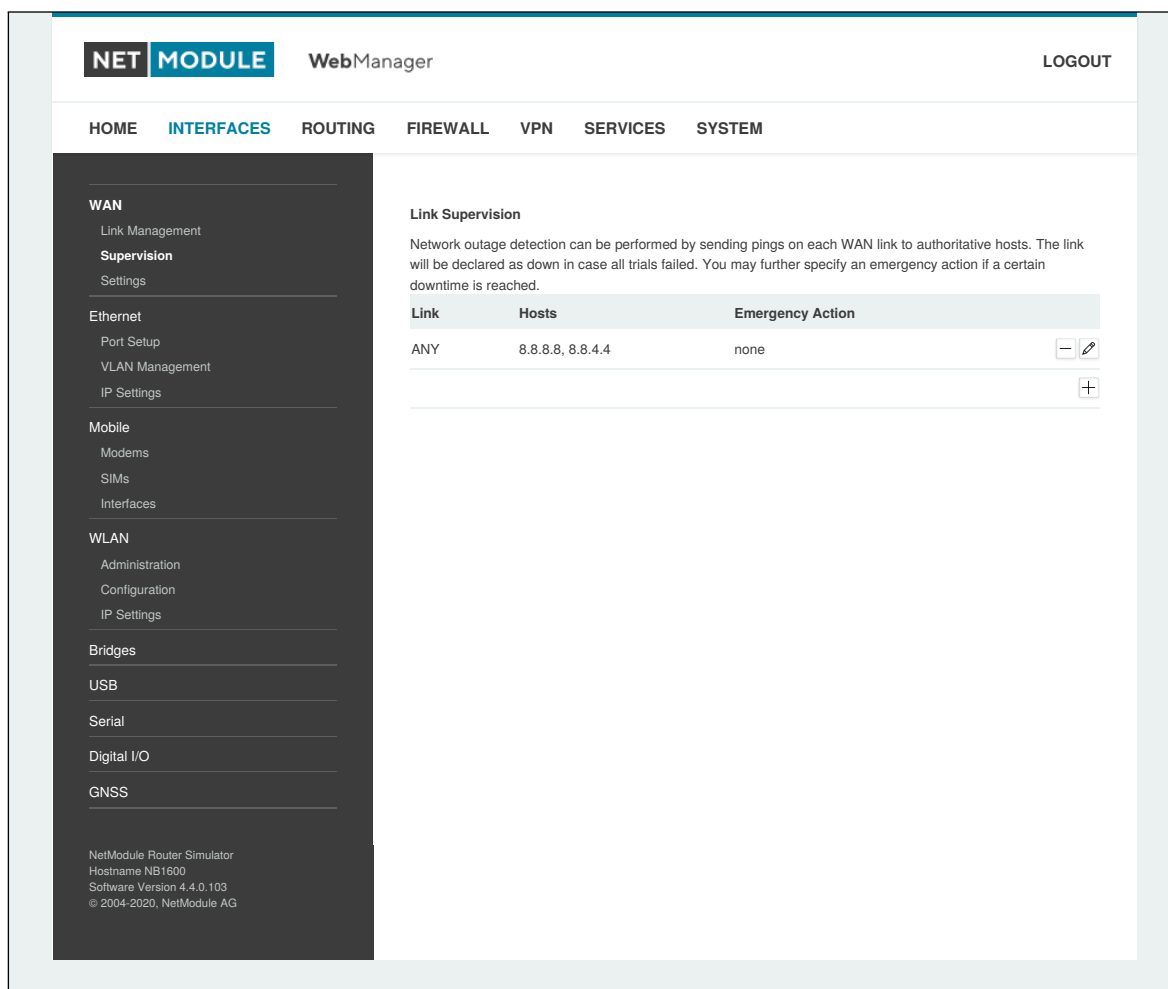 NET MODULE WebManager LOGOUT
HOME INTERFACES ROUTING FIREWALL VPN SERVICES SYSTEM
WAN
Link Management
Supervision
Settings
Ethernet
Port Setup
VLAN Management
IP Settings
Mobile
Modems
SIMs
Interfaces
WLAN
Administration
Configuration
IP Settings
Bridges
USB
Serial
Digital I/O
GNSS
NetModule Router Simulator
Hostname NB1600
Software Version 4.4.0.103
© 2004-2020, NetModule AG
Link Supervision
Network outage detection can be performed by sending pings on each WAN link to authoritative hosts. The link
will be declared as down in case all trials failed. You may further specify an emergency action if a certain
downtime is reached.
Link Hosts Emergency Action
ANY 8.8.8.8, 8.8.4.4 none